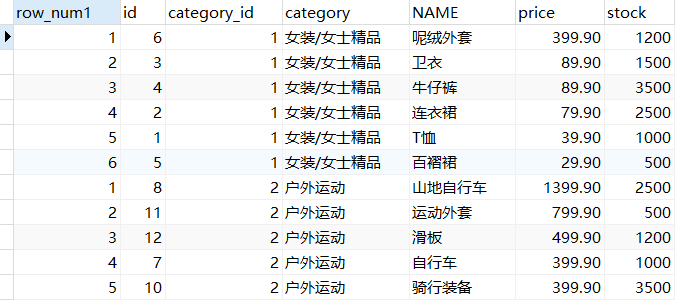 row_num1 id category_id category NAME price stock
1 6 1 女装/女士精品 呢绒外套 399.90 1200
2 3 1 女装/女士精品 卫衣 89.90 1500
3 4 1 女装/女士精品 牛仔裤 89.90 3500
4 2 1 女装/女士精品 连衣裙 79.90 2500
5 1 1 女装/女士精品 T恤 39.90 1000
6 5 1 女装/女士精品 百褶裙 29.90 500
1 8 2 户外运动 山地自行车 1399.90 2500
2 11 2 户外运动 运动外套 799.90 500
3 12 2 户外运动 滑板 499.90 1200
4 7 2 户外运动 自行车 399.90 1000
5 10 2 户外运动 骑行装备 399.90 3500